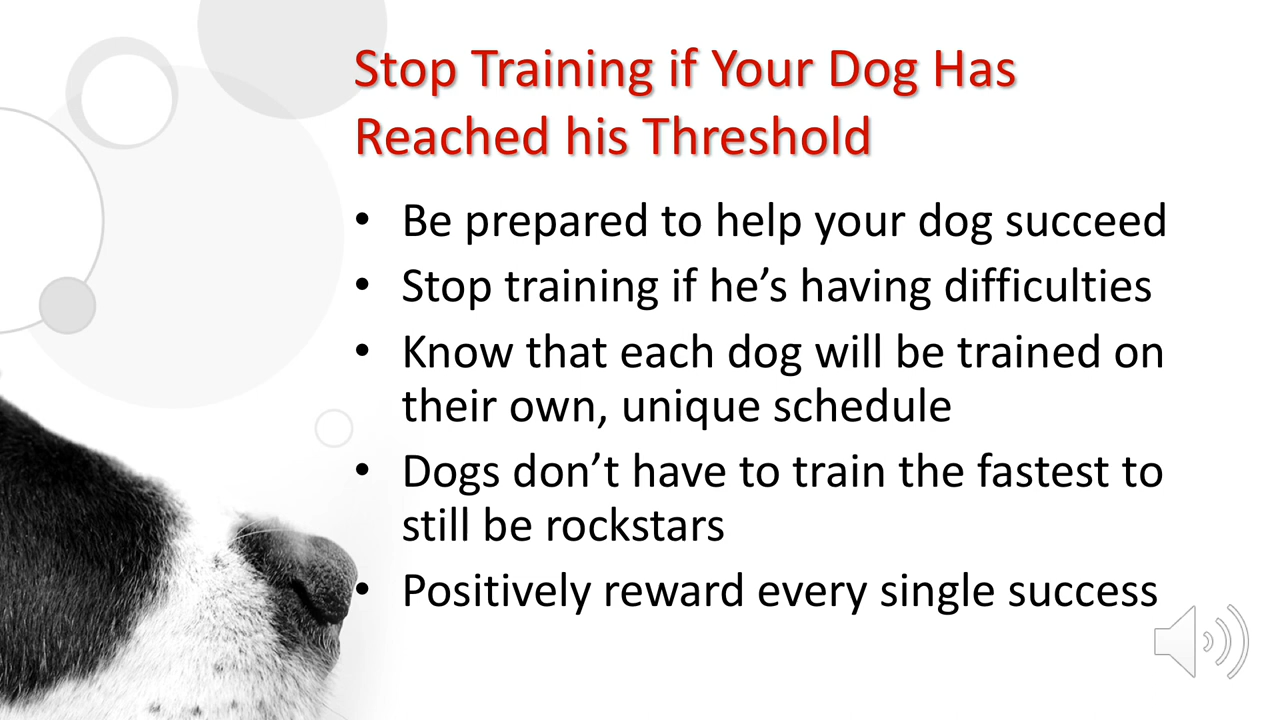 Stop Training if Your Dog Has
Reached his Threshold
• Be prepared to help your dog succeed
• Stop training if he’s having difficulties
• Know that each dog will be trained on
their own, unique schedule
• Dogs don’t have to train the fastest to
still be rockstars
• Positively reward every single success